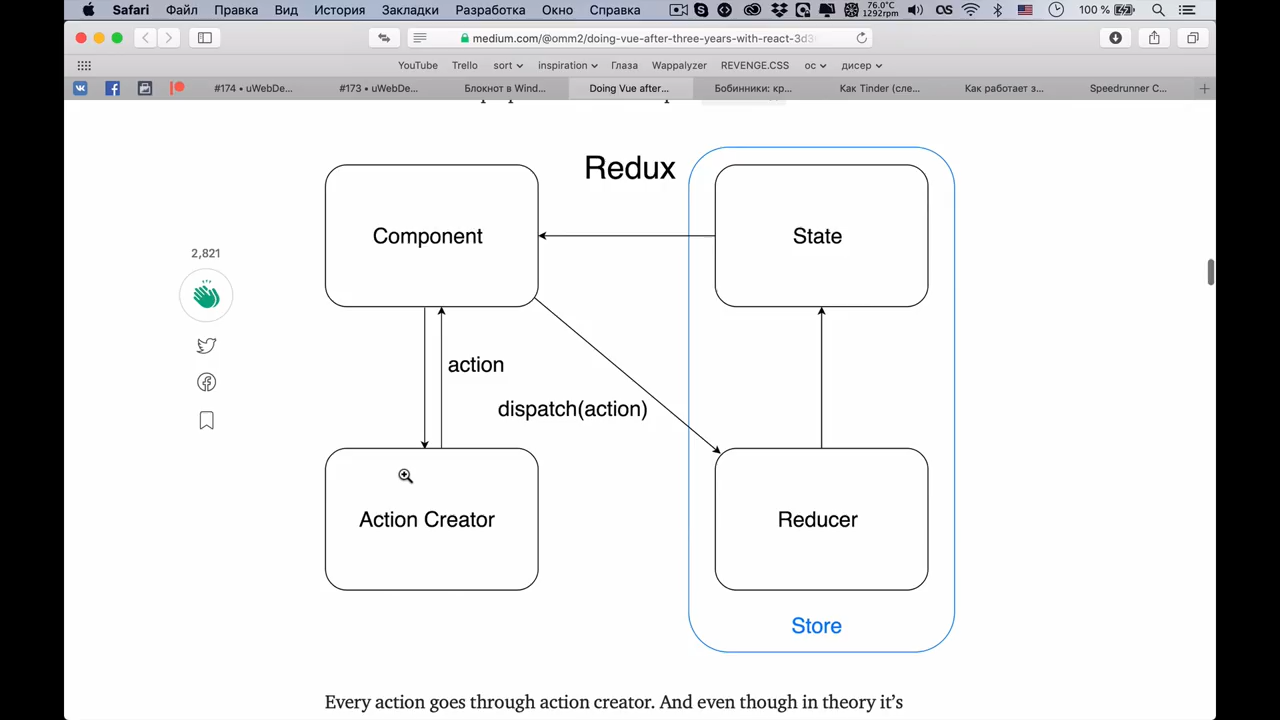 Safari Файл Правка Вид История Закладки Разработка Окно Справка 76.0°C 1292rpm 100 %
medium.com/@omm2/doing-vue-after-three-years-with-react-3d3
YouTube Trello sort inspiration Глаза Wappalyzer REVENGE.CSS ос дисер
#174 • uWebDe... #173 • uWebDe... Блокнот в Wind... Doing Vue after... Бобинники: кр... Как Tinder (сле... Как работает з... Speedrunner C...
Redux
Component
State
2,821
action
dispatch(action)
Action Creator
Reducer
Store
Every action goes through action creator. And even though in theory it’s